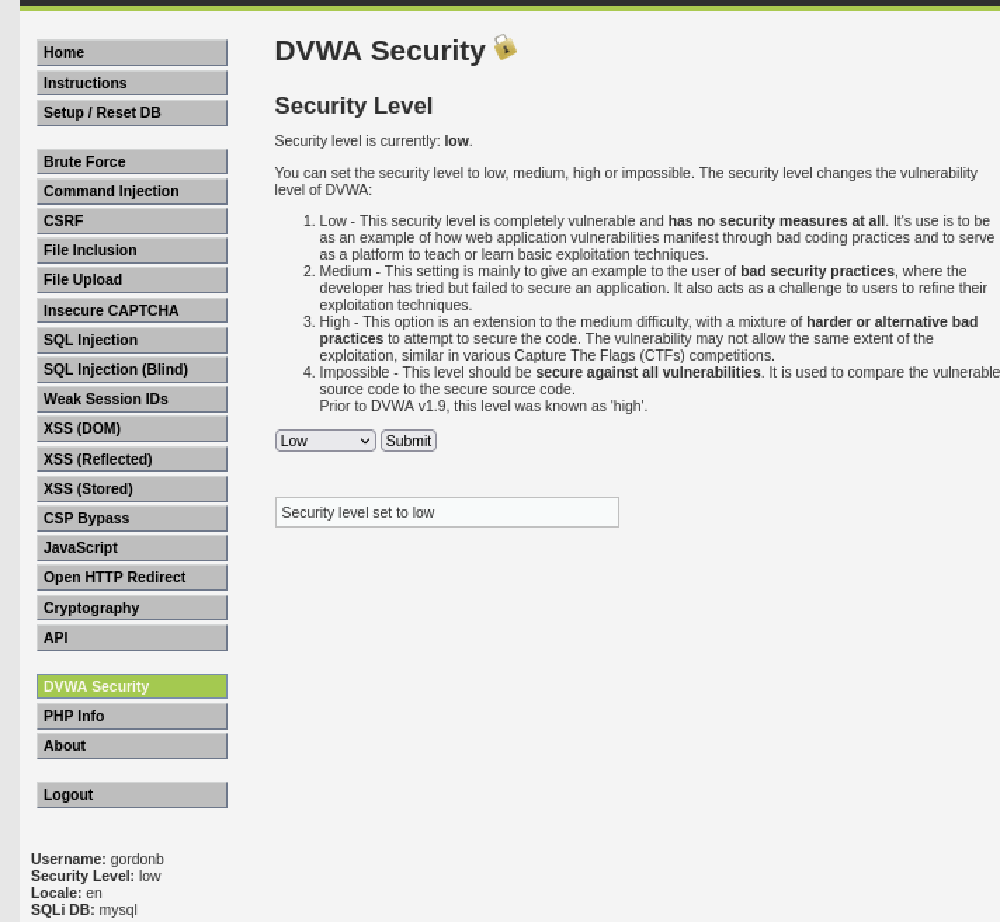 Home
Instructions
Setup / Reset DB
Brute Force
Command Injection
CSRF
File Inclusion
File Upload
Insecure CAPTCHA
SQL Injection
SQL Injection (Blind)
Weak Session IDs
XSS (DOM)
XSS (Reflected)
XSS (Stored)
CSP Bypass
JavaScript
Open HTTP Redirect
Cryptography
API
DVWA Security
PHP Info
About
Logout
Username: gordonb
Security Level: low
Locale: en
SQLi DB: mysql
DVWA Security
Security Level
Security level is currently: low.
You can set the security level to low, medium, high or impossible. The security level changes the vulnerability
level of DVWA:
1. Low - This security level is completely vulnerable and has no security measures at all. It's use is to be
as an example of how web application vulnerabilities manifest through bad coding practices and to serve
as a platform to teach or learn basic exploitation techniques.
2. Medium - This setting is mainly to give an example to the user of bad security practices, where the
developer has tried but failed to secure an application. It also acts as a challenge to users to refine their
exploitation techniques.
3. High - This option is an extension to the medium difficulty, with a mixture of harder or alternative bad
practices to attempt to secure the code. The vulnerability may not allow the same extent of the
exploitation, similar in various Capture The Flags (CTFs) competitions.
4. Impossible - This level should be secure against all vulnerabilities. It is used to compare the vulnerable
source code to the secure source code.
Prior to DVWA v1.9, this level was known as 'high'.
Low Submit
Security level set to low